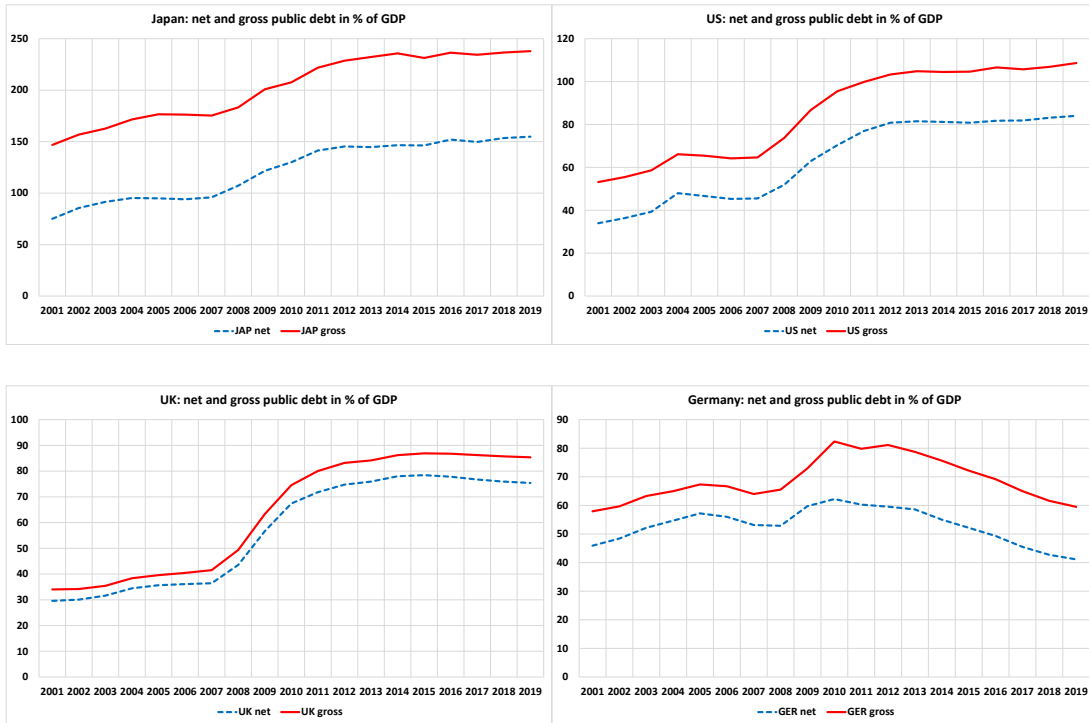 Japan: net and gross public debt in % of GDP
250
200
150
100
50
0
2001 2002 2003 2004 2005 2006 2007 2008 2009 2010 2011 2012 2013 2014 2015 2016 2017 2018 2019
JAP net JAP gross
US: net and gross public debt in % of GDP
120
100
80
60
40
20
0
2001 2002 2003 2004 2005 2006 2007 2008 2009 2010 2011 2012 2013 2014 2015 2016 2017 2018 2019
US net US gross
UK: net and gross public debt in % of GDP
100
90
80
70
60
50
40
30
20
10
0
2001 2002 2003 2004 2005 2006 2007 2008 2009 2010 2011 2012 2013 2014 2015 2016 2017 2018 2019
UK net UK gross
Germany: net and gross public debt in % of GDP
90
80
70
60
50
40
30
20
10
0
2001 2002 2003 2004 2005 2006 2007 2008 2009 2010 2011 2012 2013 2014 2015 2016 2017 2018 2019
GER net GER gross